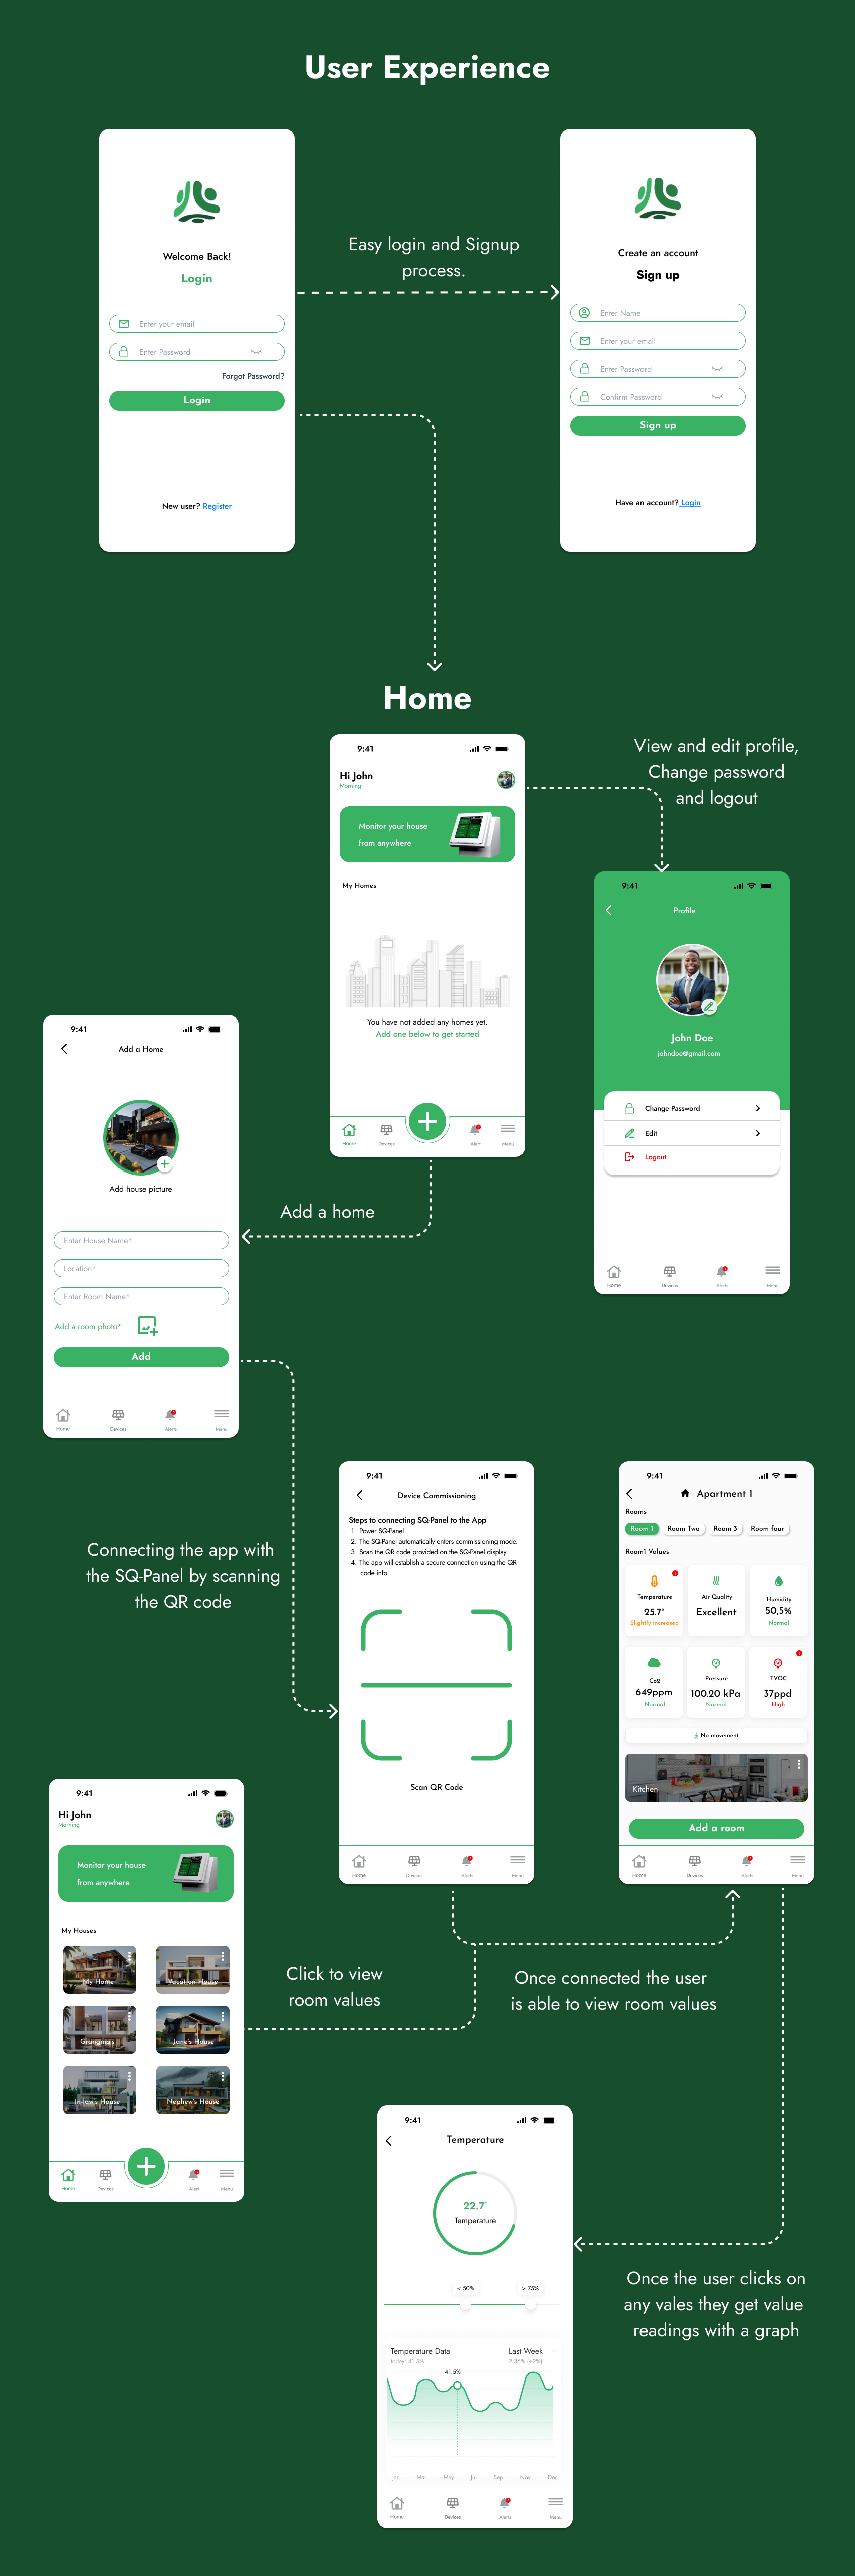 User Experience
Welcome Back!
Login
Enter your email
Enter Password
Forgot Password?
Login
New user? Register
Easy login and Signup
process.
Create an account
Sign up
Enter Name
Enter your email
Enter Password
Confirm Password
Sign up
Have an account? Login
Home
9:41
Hi John
Morning
Monitor your house
from anywhere
My Homes
You have not added any homes yet.
Add one below to get started
Home Devices Alert Menu
View and edit profile,
Change password
and logout
9:41
Profile
John Doe
johndoe@gmail.com
Change Password
Edit
Logout
Home Devices Alerts Menu
Add a home
9:41
Add a Home
Add house picture
Enter House Name*
Location*
Enter Room Name*
Add a room photo*
Add
Home Devices Alerts Menu
Connecting the app with
the SQ-Panel by scanning
the QR code
9:41
Device Commissioning
Steps to connecting SQ-Panel to the App
1. Power SQ-Panel
2. The SQ-Panel automatically enters commissioning mode.
3. Scan the QR code provided on the SQ-Panel display.
4. The app will establish a secure connection using the QR
code info.
Scan QR Code
Home Devices Alerts Menu
9:41
Apartment 1
Rooms
Room 1 Room Two Room 3 Room four
Room1 Values
Temperature
25.7°
Slightly increased
Air Quality
Excellent
Humidity
50,5%
Normal
Co2
649ppm
Normal
Pressure
100.20 kPa
Normal
TVOC
37ppd
High
No movement
Kitchen
Add a room
Home Devices Alerts Menu
9:41
Hi John
Morning
Monitor your house
from anywhere
My Houses
My Home
Vacation House
Grangma's
Jane's House
In-law's House
Nephew's House
Home Devices Alert Menu
Click to view
room values
Once connected the user
is able to view room values
9:41
Temperature
22.7°
Temperature
< 50% > 75%
Temperature Data Last Week
today: 41.5% 2.36% (+2%)
41.5%
Jan Mar May Jul Sep Nov Dec
Home Devices Alerts Menu
Once the user clicks on
any vales they get value
readings with a graph